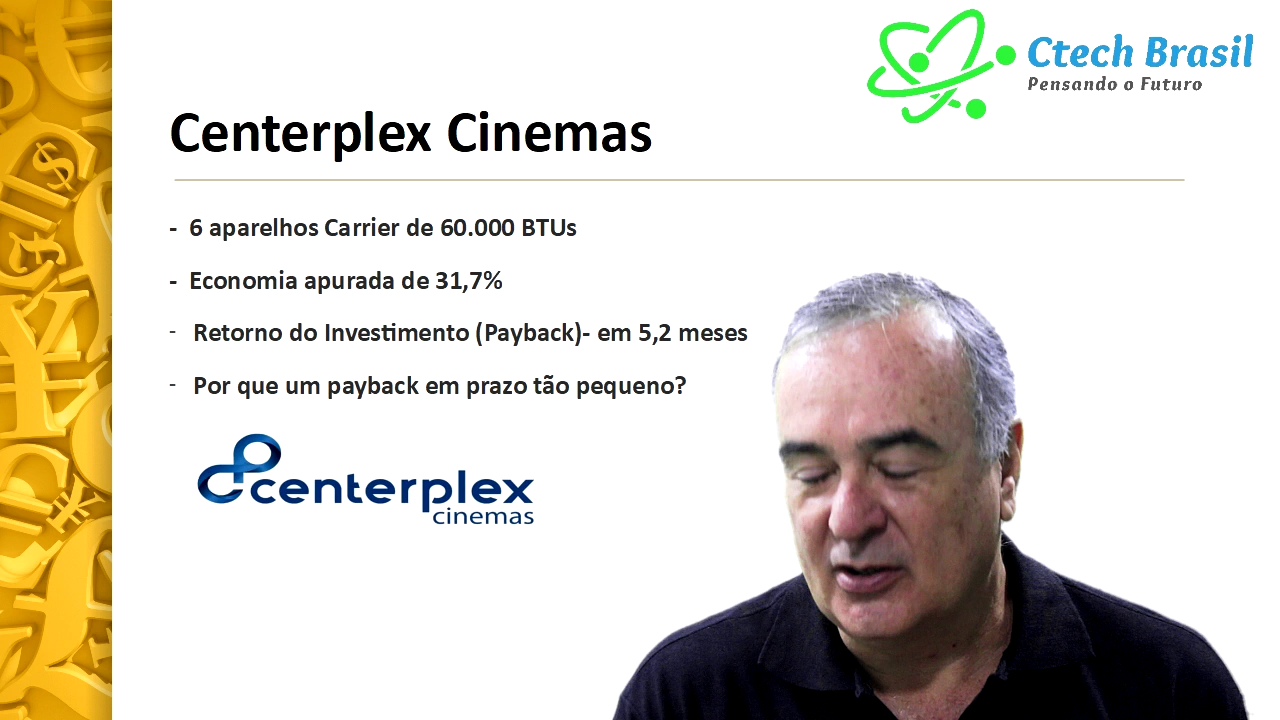 Ctech Brasil
Pensando o Futuro
Centerplex Cinemas
- 6 aparelhos Carrier de 60.000 BTUs
- Economia apurada de 31,7%
- Retorno do Investimento (Payback)- em 5,2 meses
- Por que um payback em prazo tão pequeno?
centerplex
cinemas